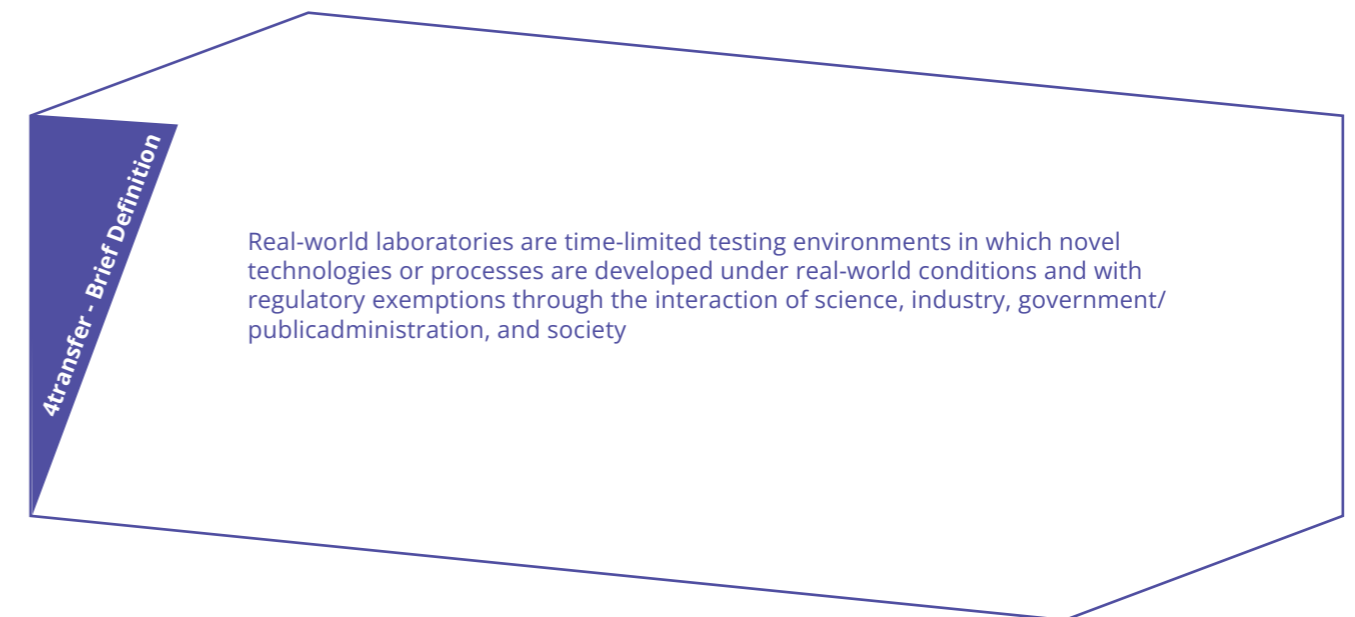 4transfer - Brief Definition
Real-world laboratories are time-limited testing environments in which novel
technologies or processes are developed under real-world conditions and with
regulatory exemptions through the interaction of science, industry, government/
publicadministration, and society